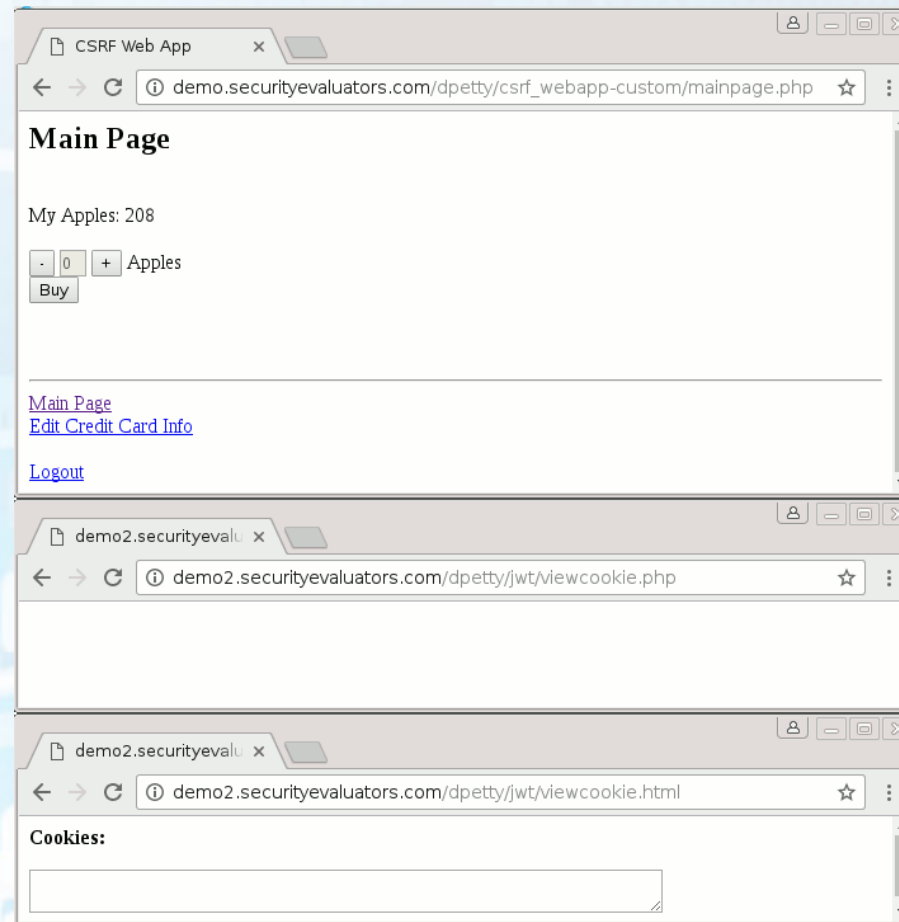 CSRF Web App
demo.securityevaluators.com/dpetty/csrf_webapp-custom/mainpage.php
Main Page
My Apples: 208
- 0 + Apples
Buy
Main Page
Edit Credit Card Info
Logout
demo2.securityevalu
demo2.securityevaluators.com/dpetty/jwt/viewcookie.php
demo2.securityevalu
demo2.securityevaluators.com/dpetty/jwt/viewcookie.html
Cookies: